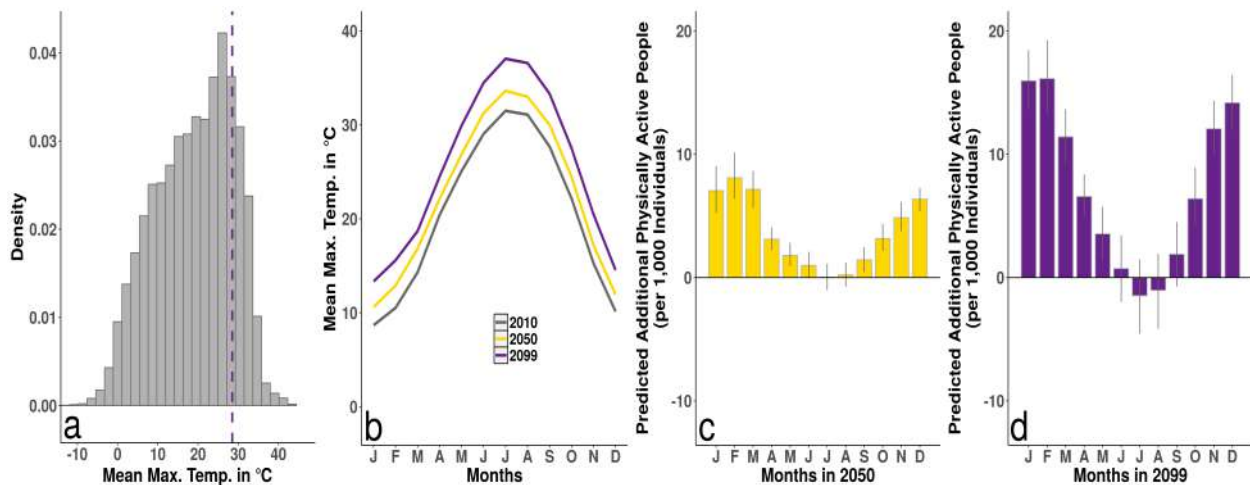 Density
0.04
0.03
0.02
0.01
0.00
a
-10 0 10 20 30 40
Mean Max. Temp. in °C
Mean Max. Temp. in °C
40
30
20
10
0
2010
2050
2099
b
J F M A M J J A S O N D
Months
Predicted Additional Physically Active People
(per 1,000 Individuals)
20
10
0
-10
c
J F M A M J J A S O N D
Months in 2050
Predicted Additional Physically Active People
(per 1,000 Individuals)
20
10
0
-10
d
J F M A M J J A S O N D
Months in 2099